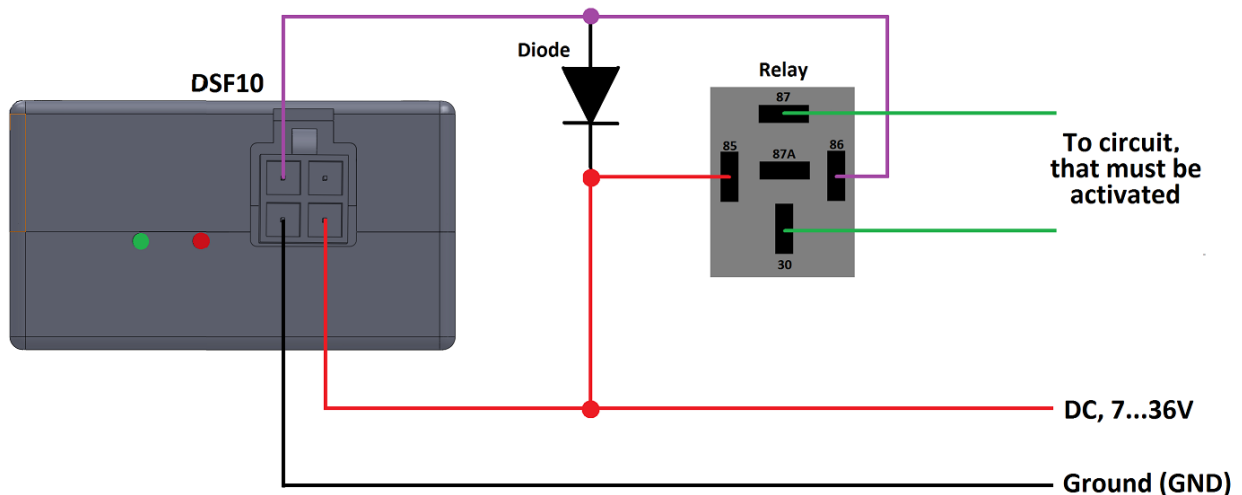 Diode
DSF10
Relay
87
85
87A
86
30
To circuit,
that must be
activated
DC, 7...36V
Ground (GND)